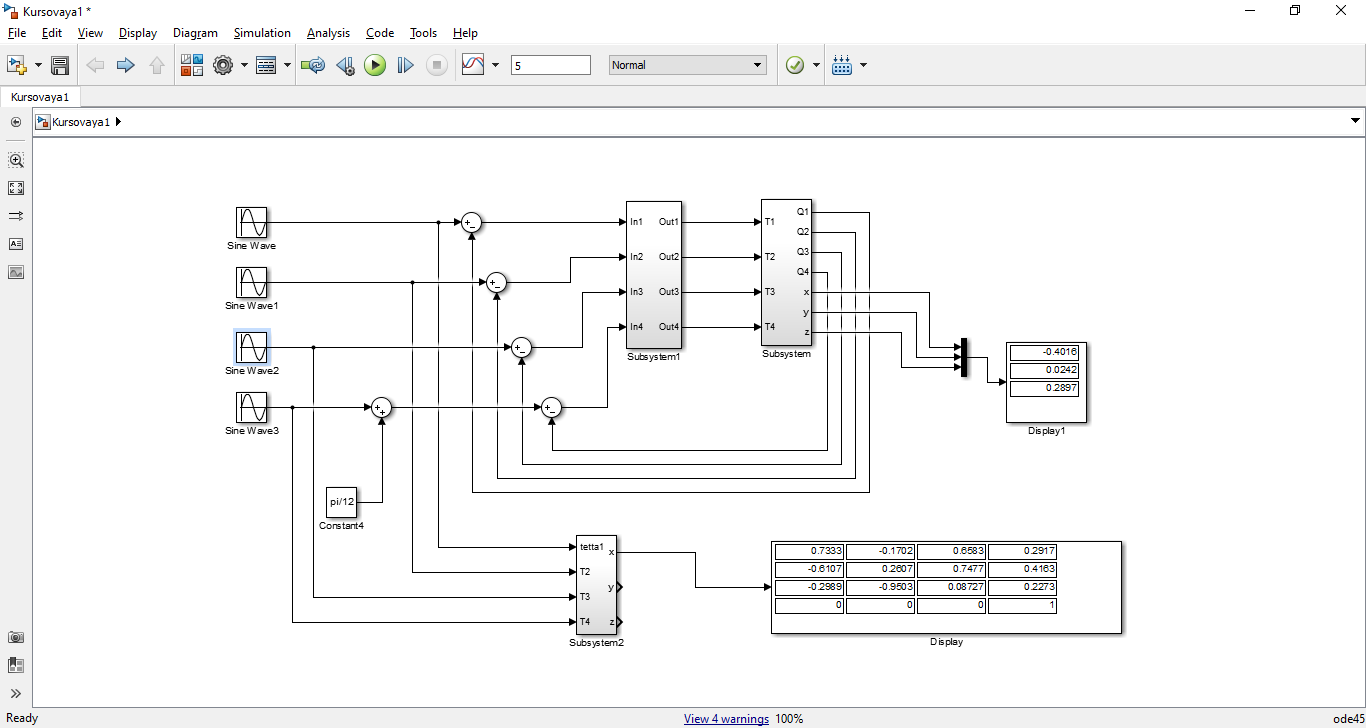 Kursovaya1 *
File Edit View Display Diagram Simulation Analysis Code Tools Help
5 Normal
Kursovaya1
Kursovaya1
Sine Wave
Sine Wave1
Sine Wave2
Sine Wave3
pi/12
Constant4
In1 Out1
In2 Out2
In3 Out3
In4 Out4
Subsystem1
T1
T2
T3
T4
Q1
Q2
Q3
Q4
x
y
z
Subsystem
-0.4016
0.0242
0.2897
Display1
tetta1 x
T2
y
T3
T4 z
Subsystem2
0.7333 -0.1702 0.6583 0.2917
-0.6107 0.2607 0.7477 0.4163
-0.2989 -0.9503 0.08727 0.2273
0 0 0 1
Display
Ready View 4 warnings 100% ode45